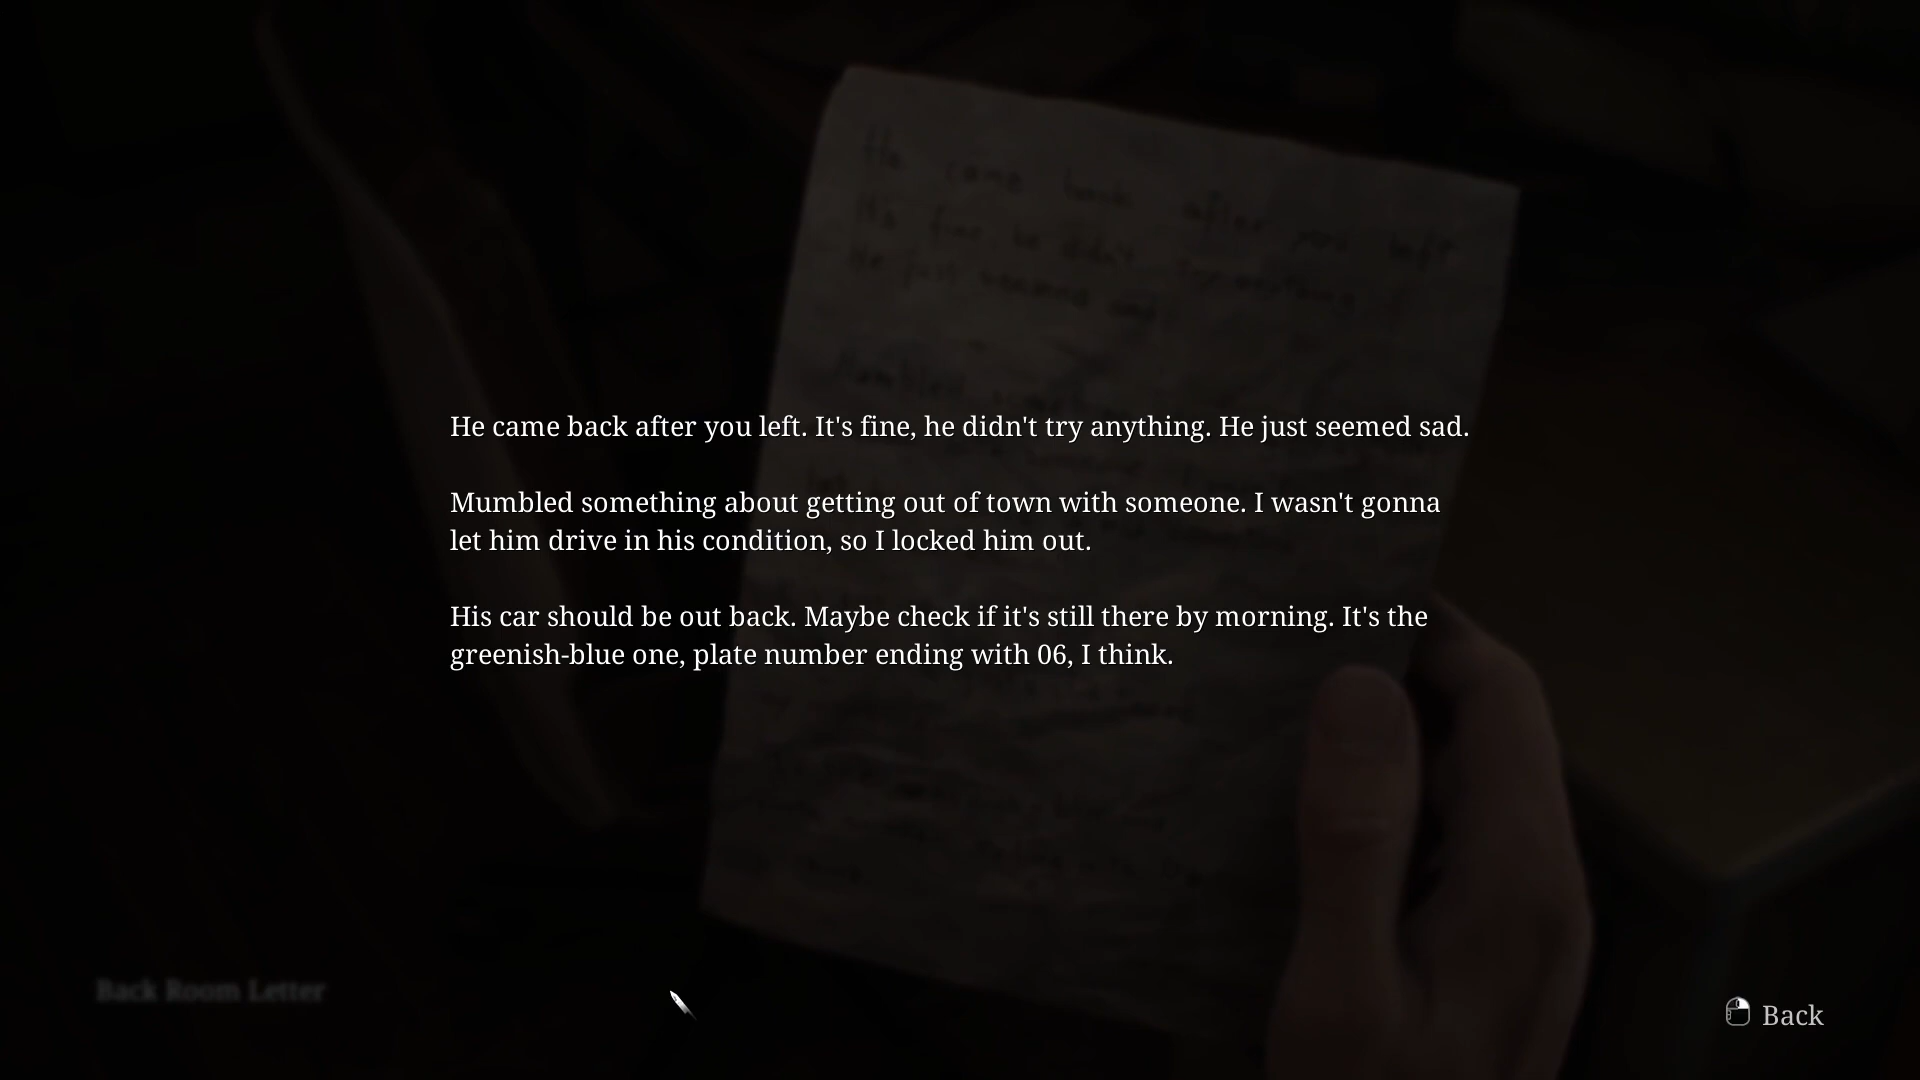 He came back after you left. It's fine, he didn't try anything. He just seemed sad.
Mumbled something about getting out of town with someone. I wasn't gonna
let him drive in his condition, so I locked him out.
His car should be out back. Maybe check if it's still there by morning. It's the
greenish-blue one, plate number ending with 06, I think.
Back Room Letter
Back